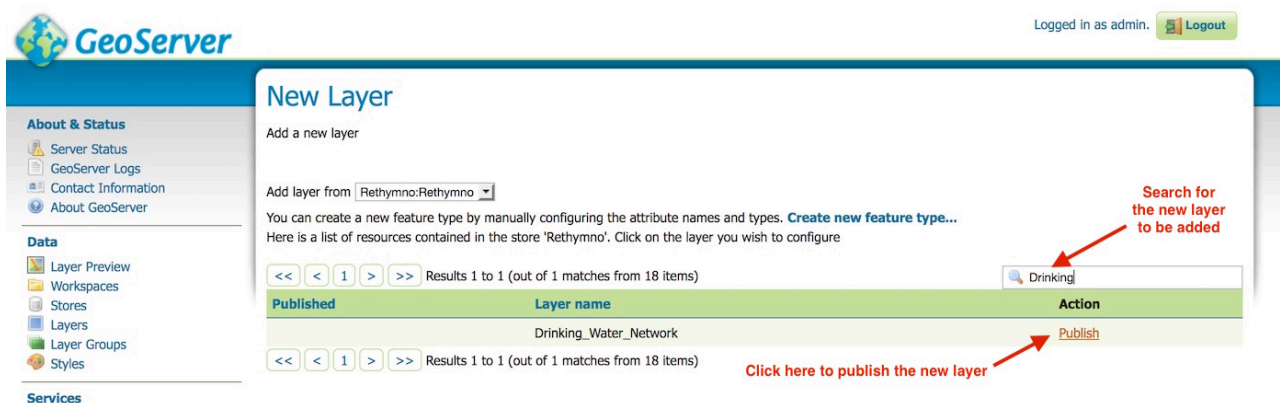 GeoServer
Logged in as admin.
Logout
New Layer
Add a new layer
About & Status
Server Status
GeoServer Logs
Contact Information
About GeoServer
Data
Layer Preview
Workspaces
Stores
Layers
Layer Groups
Styles
Services
Add layer from Rethymno:Rethymno
You can create a new feature type by manually configuring the attribute names and types. Create new feature type...
Here is a list of resources contained in the store 'Rethymno'. Click on the layer you wish to configure
Search for
the new layer
to be added
<< < 1 > >> Results 1 to 1 (out of 1 matches from 18 items)
Drinking
Published Layer name Action
Drinking_Water_Network Publish
<< < 1 > >> Results 1 to 1 (out of 1 matches from 18 items)
Click here to publish the new layer